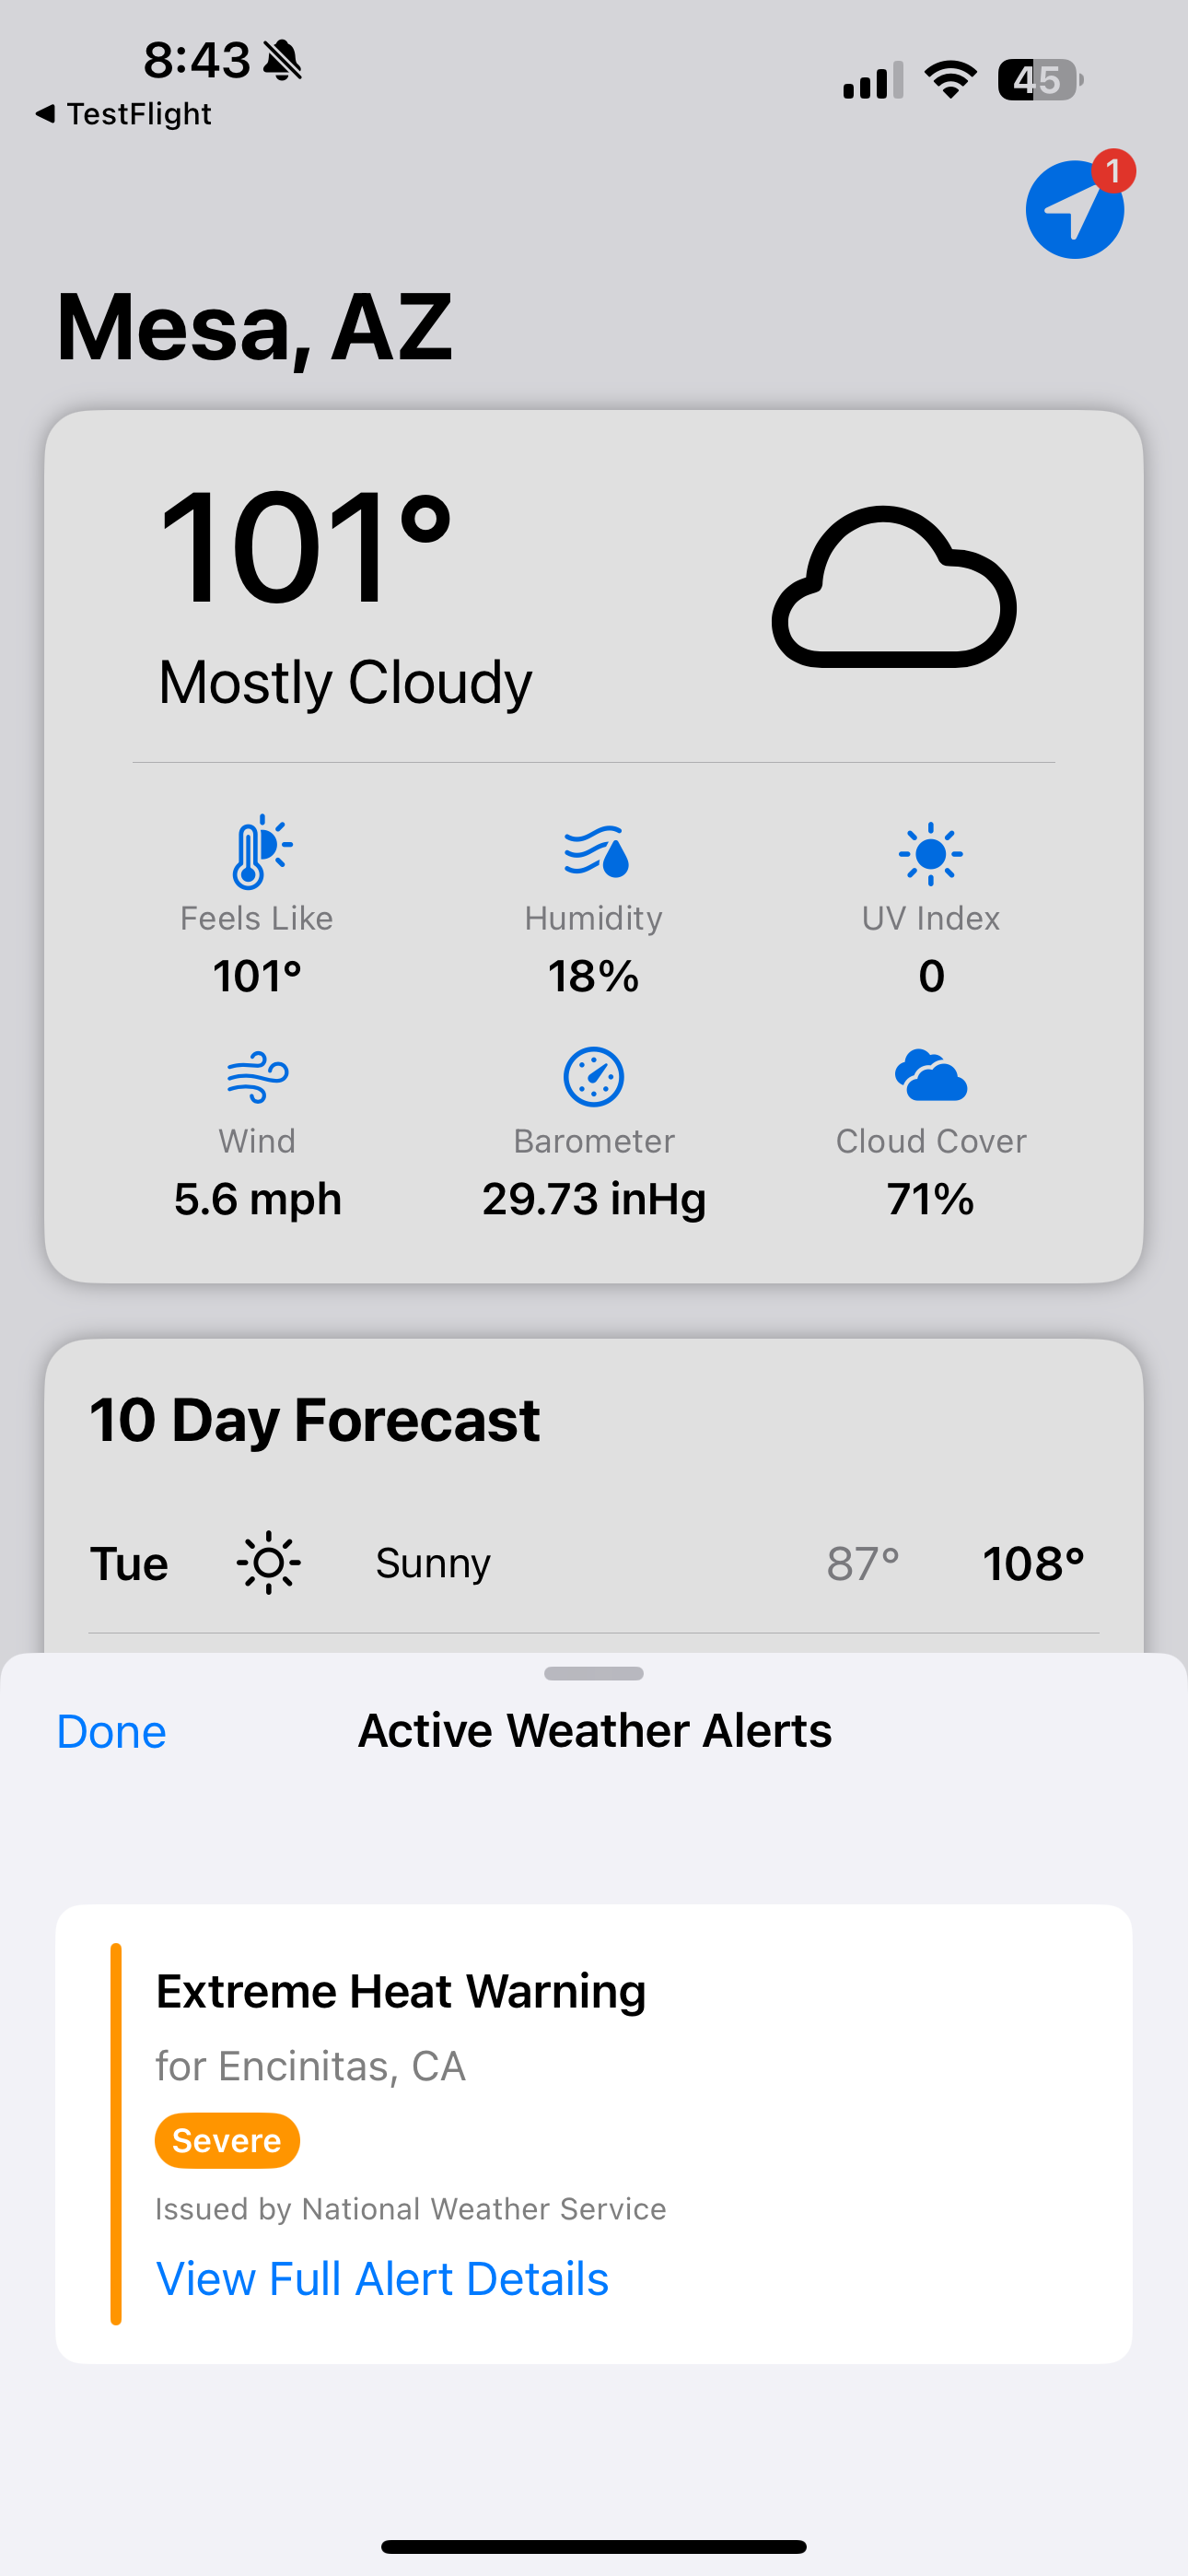 8:43
45
TestFlight
1
Mesa, AZ
101°
Mostly Cloudy
Feels Like
Humidity
UV Index
101°
18%
0
Wind
Barometer
Cloud Cover
5.6 mph
29.73 inHg
71%
10 Day Forecast
Tue Sunny 87° 108°
Done
Active Weather Alerts
Extreme Heat Warning
for Encinitas, CA
Severe
Issued by National Weather Service
View Full Alert Details